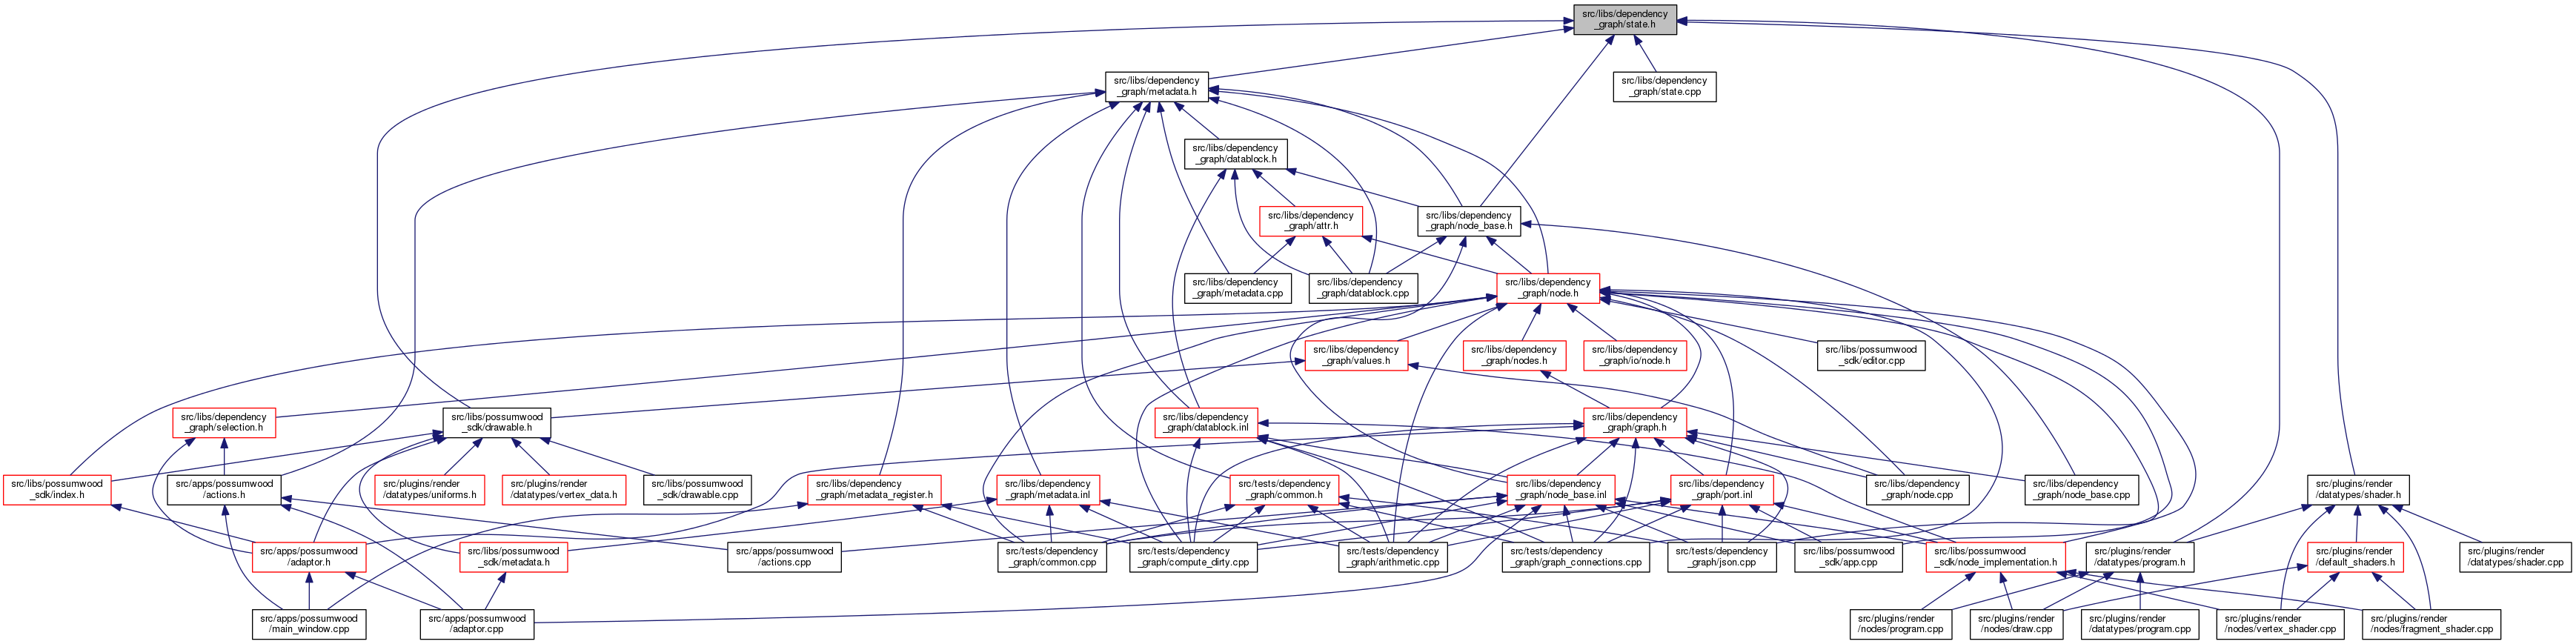 src/libs/dependency
_graph/state.h
src/libs/dependency
_graph/metadata.h
src/libs/dependency
_graph/state.cpp
src/libs/dependency
_graph/datablock.h
src/libs/dependency
_graph/attr.h
src/libs/dependency
_graph/node_base.h
src/libs/dependency
_graph/metadata.cpp
src/libs/dependency
_graph/datablock.cpp
src/libs/dependency
_graph/node.h
src/libs/dependency
_graph/values.h
src/libs/dependency
_graph/nodes.h
src/libs/dependency
_graph/io/node.h
src/libs/possumwood
_sdk/editor.cpp
src/libs/dependency
_graph/selection.h
src/libs/possumwood
_sdk/drawable.h
src/libs/dependency
_graph/datablock.inl
src/libs/dependency
_graph/graph.h
src/libs/possumwood
_sdk/index.h
src/apps/possumwood
/actions.h
src/plugins/render
/datatypes/uniforms.h
src/plugins/render
/datatypes/vertex_data.h
src/libs/possumwood
_sdk/drawable.cpp
src/libs/dependency
_graph/metadata_register.h
src/libs/dependency
_graph/metadata.inl
src/tests/dependency
_graph/common.h
src/libs/dependency
_graph/node_base.inl
src/libs/dependency
_graph/port.inl
src/libs/dependency
_graph/node.cpp
src/libs/dependency
_graph/node_base.cpp
src/plugins/render
/datatypes/shader.h
src/apps/possumwood
/adaptor.h
src/libs/possumwood
_sdk/metadata.h
src/apps/possumwood
/actions.cpp
src/tests/dependency
_graph/common.cpp
src/tests/dependency
_graph/compute_dirty.cpp
src/tests/dependency
_graph/arithmetic.cpp
src/tests/dependency
_graph/graph_connections.cpp
src/tests/dependency
_graph/json.cpp
src/libs/possumwood
_sdk/app.cpp
src/libs/possumwood
_sdk/node_implementation.h
src/plugins/render
/datatypes/program.h
src/plugins/render
/default_shaders.h
src/plugins/render
/datatypes/shader.cpp
src/apps/possumwood
/main_window.cpp
src/apps/possumwood
/adaptor.cpp
src/plugins/render
/nodes/program.cpp
src/plugins/render
/nodes/draw.cpp
src/plugins/render
/datatypes/program.cpp
src/plugins/render
/nodes/vertex_shader.cpp
src/plugins/render
/nodes/fragment_shader.cpp